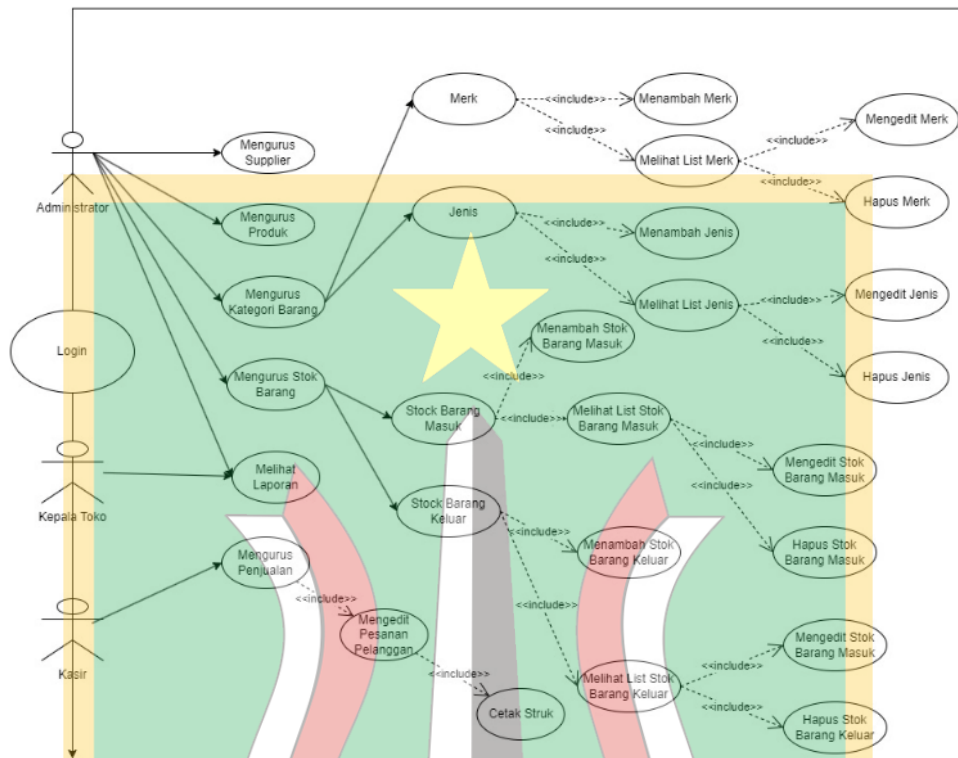 Merk
<<include>>
Menambah Merk
<<include>>
Melihat List Merk
<<include>>
Mengedit Merk
<<include>>
Hapus Merk
Mengurus
Supplier
Administrator
Mengurus
Produk
Jenis
<<include>>
Menambah Jenis
<<include>>
Melihat List Jenis
<<include>>
Mengedit Jenis
<<include>>
Hapus Jenis
Mengurus
Kategori Barang
Login
Mengurus Stok
Barang
Menambah Stok
Barang Masuk
<<include>>
Stock Barang
Masuk
<<include>>
Melihat List Stok
Barang Masuk
<<include>>
Mengedit Stok
Barang Masuk
<<include>>
Hapus Stok
Barang Masuk
Melihat
Laporan
Kepala Toko
Stock Barang
Keluar
<<include>>
Menambah Stok
Barang Keluar
<<include>>
Melihat List Stok
Barang Keluar
<<include>>
Mengedit Stok
Barang Masuk
<<include>>
Hapus Stok
Barang Keluar
Mengurus
Penjualan
<<include>>
Mengedit
Pesanan
Pelanggan
<<include>>
Cetak Struk
Kasir